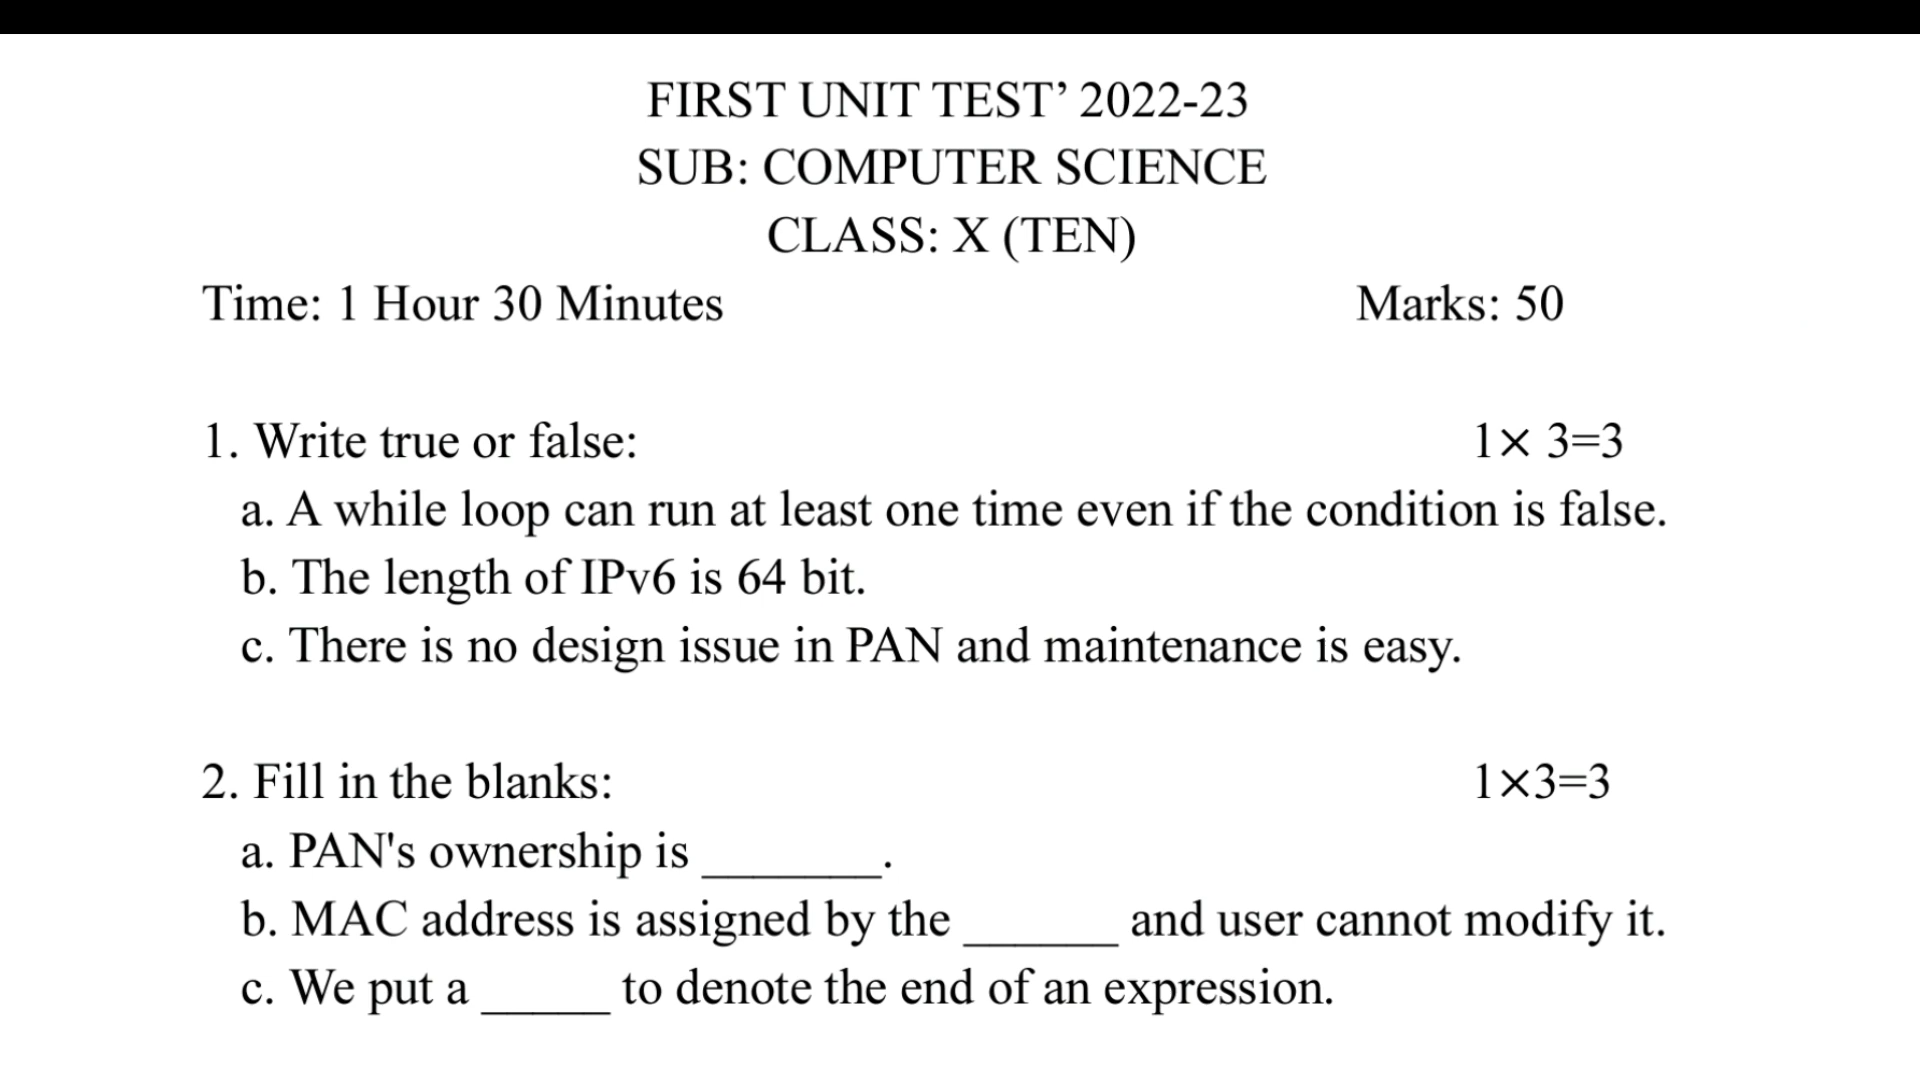 FIRST UNIT TEST’ 2022-23
SUB: COMPUTER SCIENCE
CLASS: X (TEN)
Time: 1 Hour 30 Minutes Marks: 50
1. Write true or false: 1× 3=3
a. A while loop can run at least one time even if the condition is false.
b. The length of IPv6 is 64 bit.
c. There is no design issue in PAN and maintenance is easy.
2. Fill in the blanks: 1×3=3
a. PAN's ownership is _______.
b. MAC address is assigned by the ______ and user cannot modify it.
c. We put a _____ to denote the end of an expression.